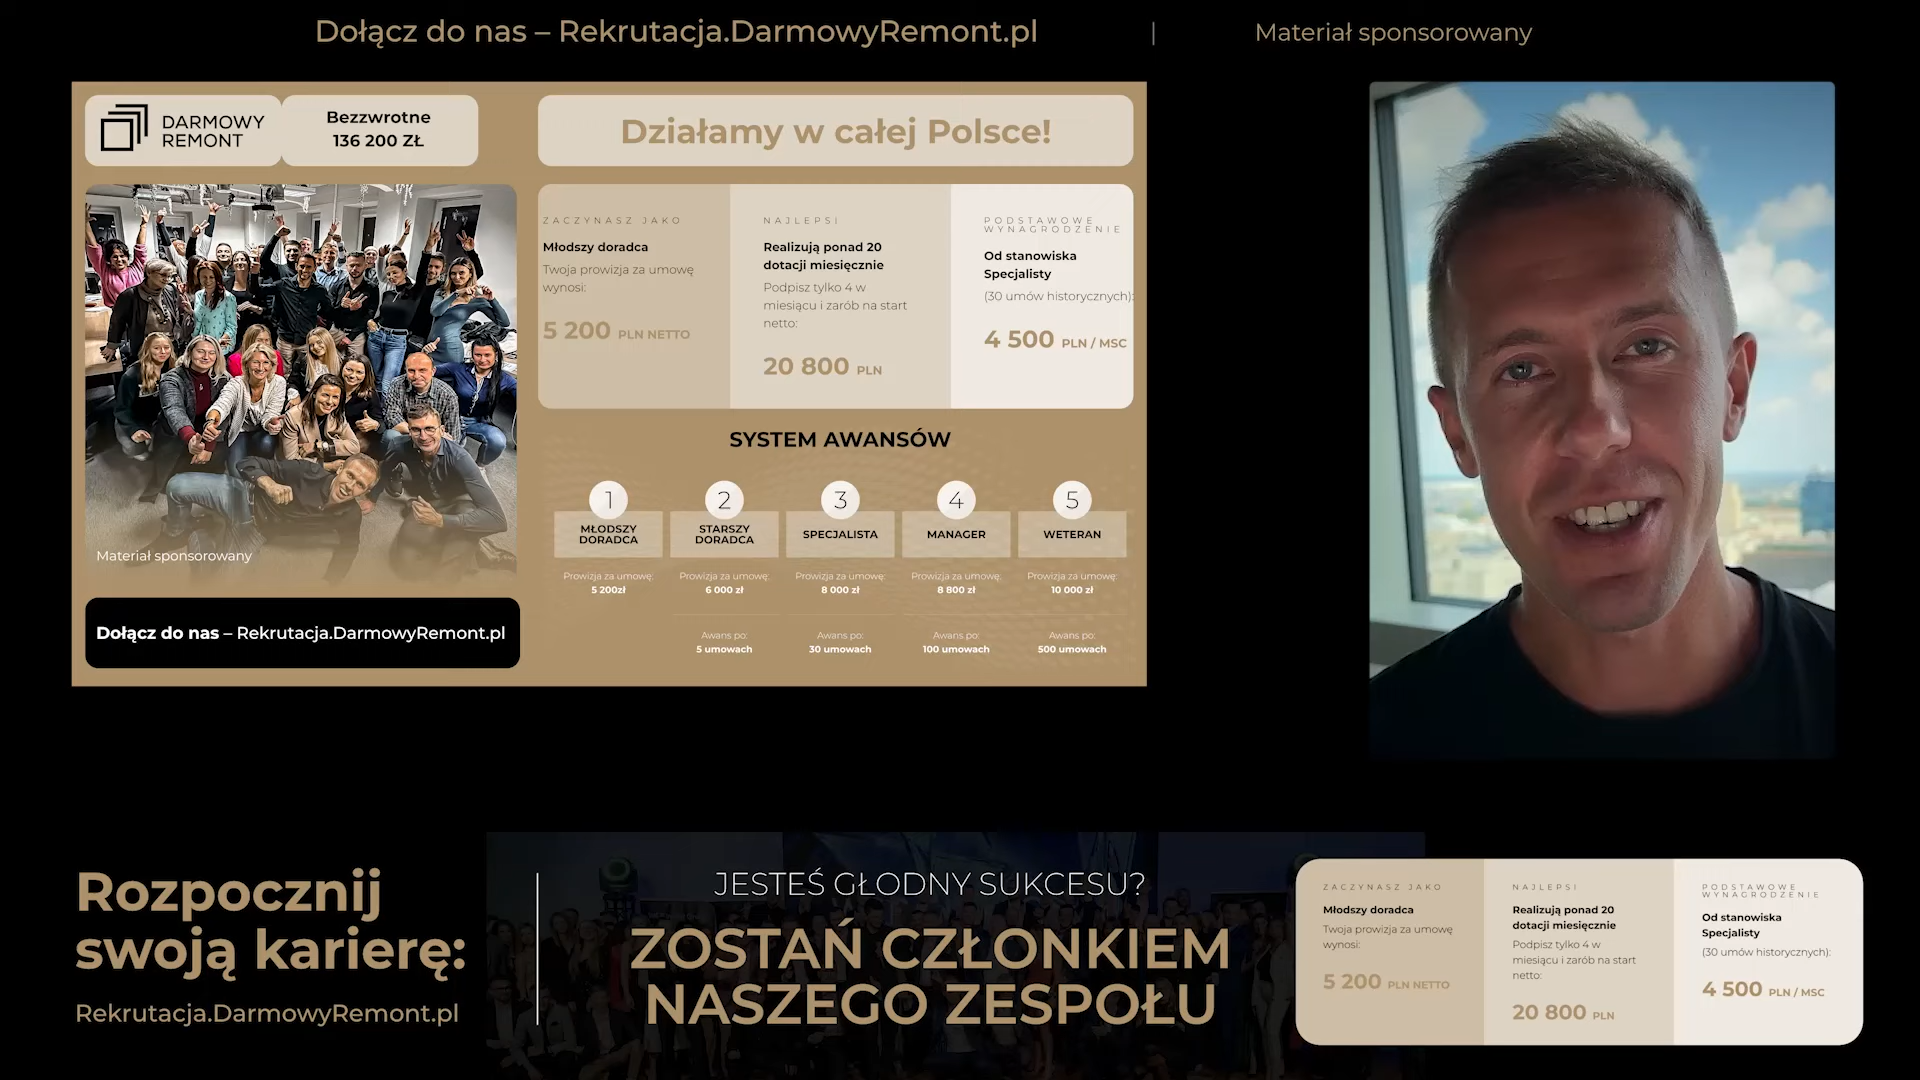 Dołącz do nas – Rekrutacja.DarmowyRemont.pl
|
Materiał sponsorowany
DARMOWY
REMONT
Bezzwrotne
136 200 ZŁ
Działamy w całej Polsce!
ZACZYNASZ JAKO
Młodszy doradca
Twoja prowizja za umowę
wynosi:
5 200 PLN NETTO
NAJLEPSI
Realizują ponad 20
dotacji miesięcznie
Podpisz tylko 4 w
miesiącu i zarób na start
netto:
20 800 PLN
PODSTAWOWE
WYNAGRODZENIE
Od stanowiska
Specjalisty
(30 umów historycznych):
4 500 PLN / MSC
Materiał sponsorowany
Dołącz do nas – Rekrutacja.DarmowyRemont.pl
SYSTEM AWANSÓW
1
MŁODSZY
DORADCA
Prowizja za umowę:
5 200zł
2
STARSZY
DORADCA
Prowizja za umowę:
6 000 zł
Awans po:
5 umowach
3
SPECJALISTA
Prowizja za umowę:
8 000 zł
Awans po:
30 umowach
4
MANAGER
Prowizja za umowę:
8 800 zł
Awans po:
100 umowach
5
WETERAN
Prowizja za umowę:
10 000 zł
Awans po:
500 umowach
Rozpocznij
swoją karierę:
Rekrutacja.DarmowyRemont.pl
JESTEŚ GŁODNY SUKCESU?
ZOSTAŃ CZŁONKIEM
NASZEGO ZESPOŁU
ZACZYNASZ JAKO
Młodszy doradca
Twoja prowizja za umowę
wynosi:
5 200 PLN NETTO
NAJLEPSI
Realizują ponad 20
dotacji miesięcznie
Podpisz tylko 4 w
miesiącu i zarób na start
netto:
20 800 PLN
PODSTAWOWE
WYNAGRODZENIE
Od stanowiska
Specjalisty
(30 umów historycznych):
4 500 PLN / MSC